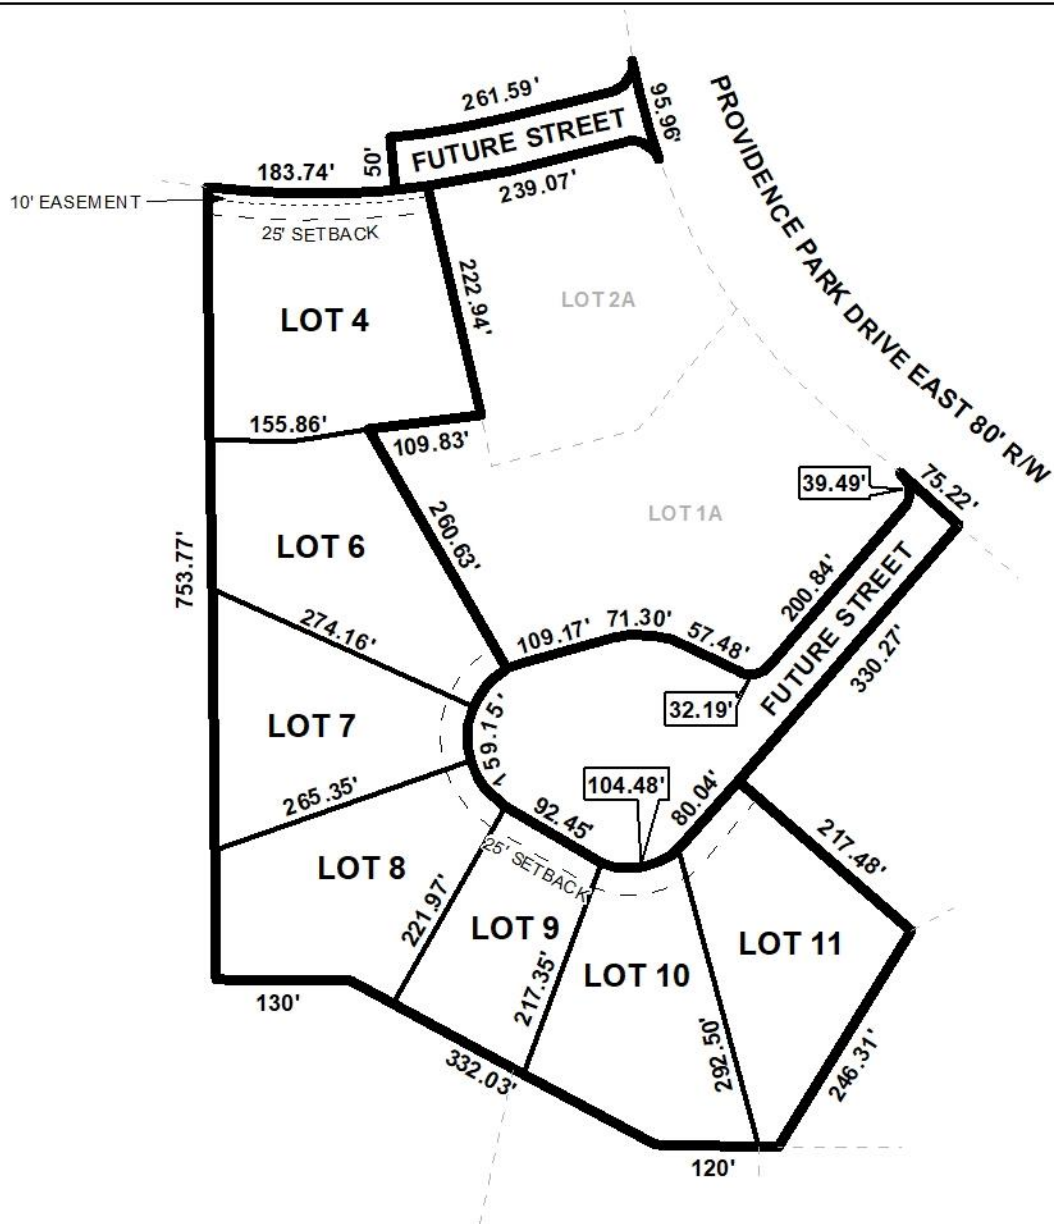 261.59'
95.96'
PROVIDENCE PARK DRIVE EAST 80' R/W
FUTURE STREET
50'
183.74'
239.07'
10' EASEMENT
25' SETBACK
222.94'
LOT 2A
LOT 4
155.86'
109.83'
39.49'
75.22'
LOT 1A
260.63'
LOT 6
753.77'
200.84'
FUTURE STREET
330.27'
274.16'
109.17'
71.30'
57.48'
32.19'
LOT 7
159.15'
104.48'
80.04'
265.35'
92.45'
217.48'
LOT 8
25' SETBACK
221.97'
LOT 9
LOT 11
217.35'
LOT 10
130'
292.50'
246.31'
332.03'
120'